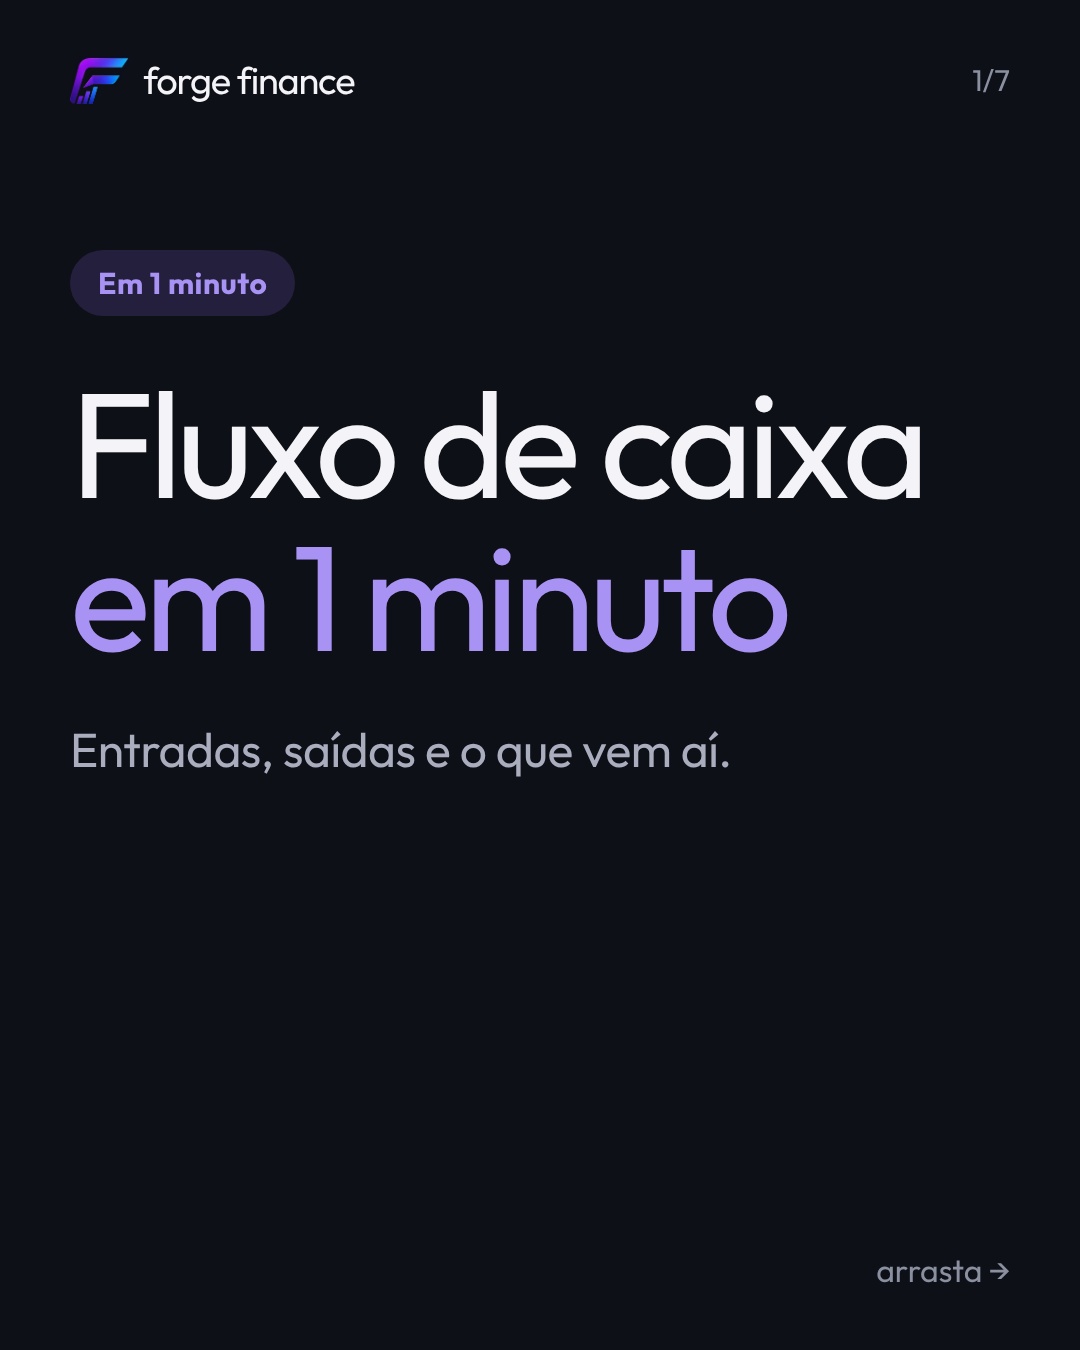 forge finance
1/7
Em 1 minuto
Fluxo de caixa
em 1 minuto
Entradas, saídas e o que vem aí.
arrasta →